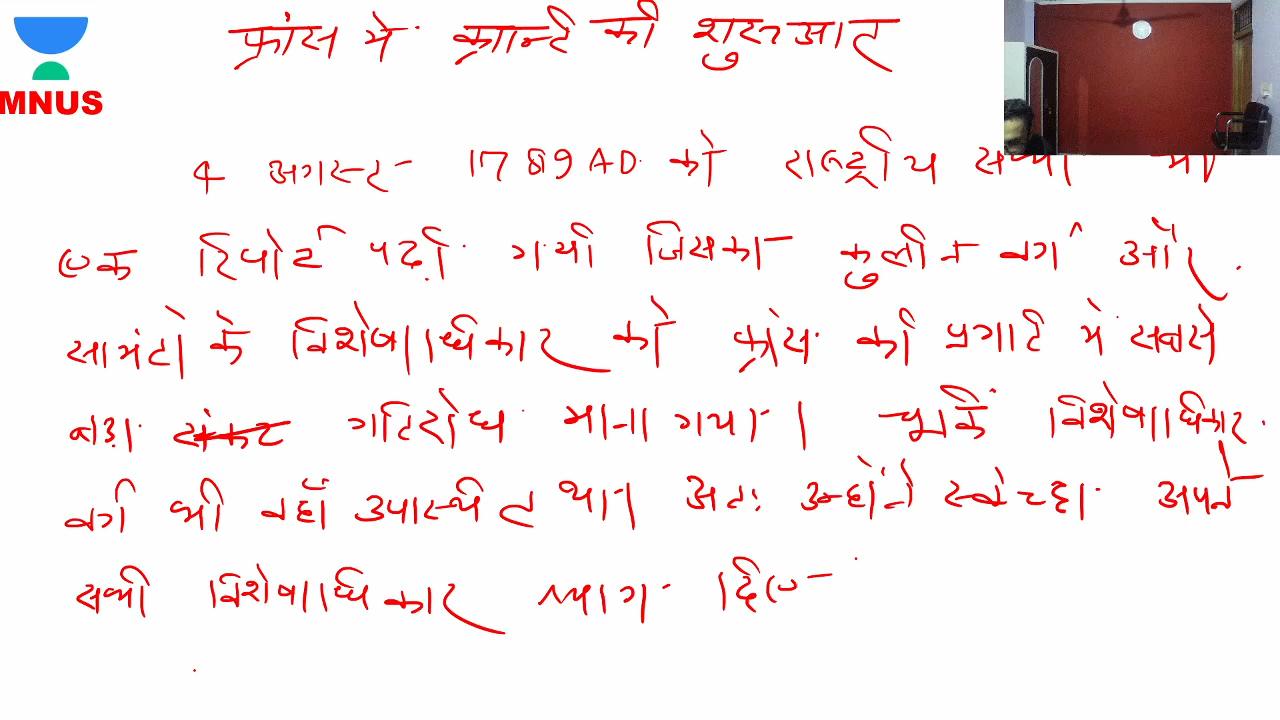 फ्रांस मे क्रान्ति की शुरुआत
MNUS
4 अगस्त 1789 AD को राष्ट्रीय सभा
एक रिपोर्ट पढ़ी गयी जिसका कुलीन वर्ग और
सामंतो के विशेषाधिकार को फ्रांस की प्रगति मे सबसे
बड़ा संकट गतिरोध माना गया। चूकिं विशेषाधिकार
वर्ग भी वहाँ उपास्थित था। अतः उन्होंने स्वेच्छा अपने
सभी विशेषाधिकार त्याग दिए